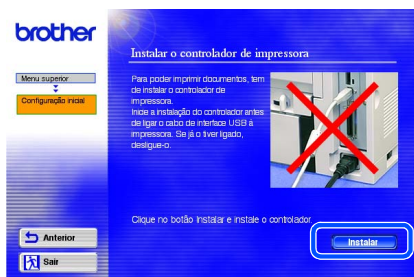 brother
Instalar o controlador de impressora
Menu superior
Configuração inicial
Para poder imprimir documentos, tem
de instalar o controlador de
impressora.
Inicie a instalação do controlador antes
de ligar o cabo de interface USB à
impressora. Se já o tiver ligado,
desligue-o.
Clique no botão Instalar e instale o controlador.
Anterior
Instalar
Sair